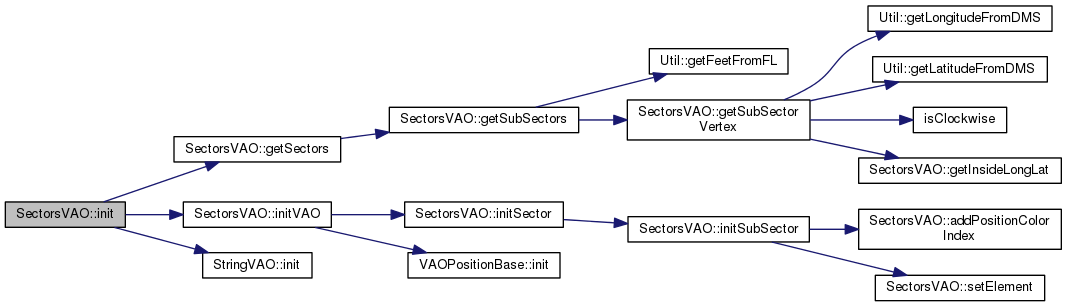 SectorsVAO::init
SectorsVAO::getSectors
SectorsVAO::initVAO
StringVAO::init
SectorsVAO::getSubSectors
SectorsVAO::initSector
VAOPositionBase::init
Util::getFeetFromFL
SectorsVAO::getSubSector
Vertex
SectorsVAO::initSubSector
Util::getLongitudeFromDMS
Util::getLatitudeFromDMS
isClockwise
SectorsVAO::getInsideLongLat
SectorsVAO::addPositionColor
Index
SectorsVAO::setElement